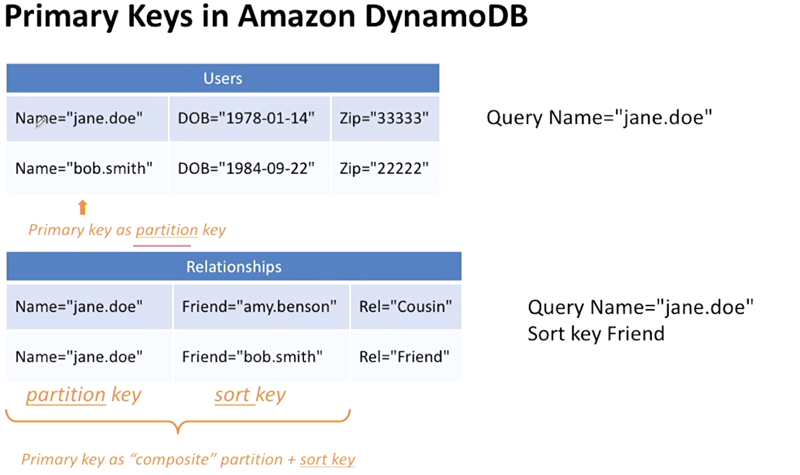 Primary Keys in Amazon DynamoDB
Users
Name="jane.doe" DOB="1978-01-14" Zip="33333"
Query Name="jane.doe"
Name="bob.smith" DOB="1984-09-22" Zip="22222"
Primary key as partition key
Relationships
Name="jane.doe" Friend="amy.benson" Rel="Cousin"
Name="jane.doe" Friend="bob.smith" Rel="Friend"
Query Name="jane.doe"
Sort key Friend
partition key sort key
Primary key as “composite” partition + sort key